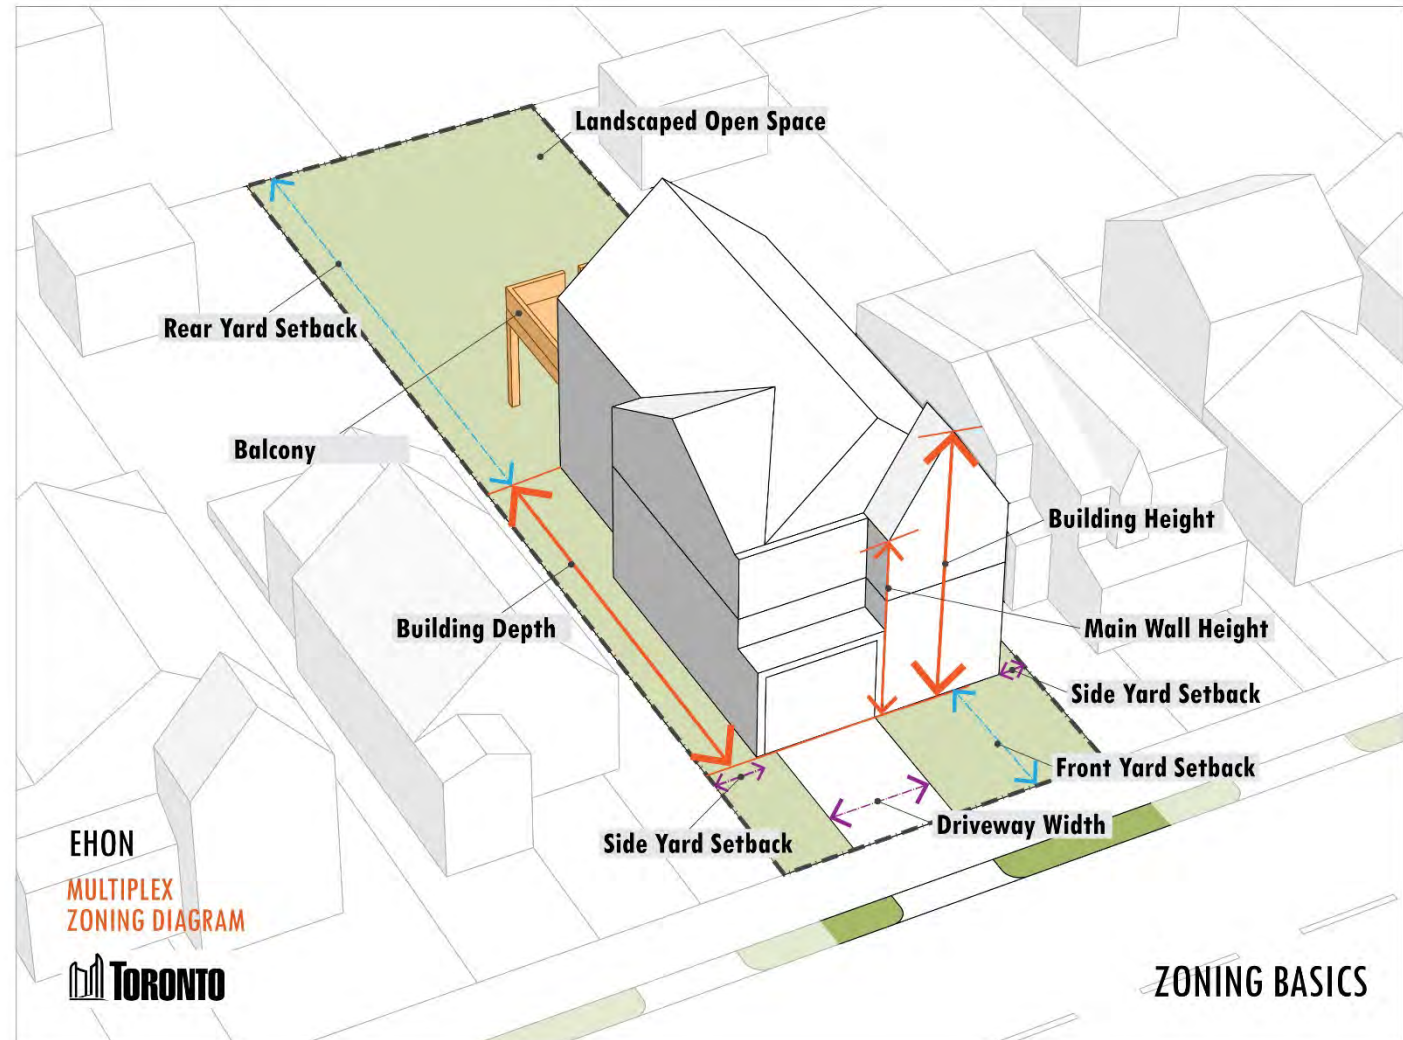 Landscaped Open Space
Rear Yard Setback
Balcony
Building Height
Building Depth
Main Wall Height
Side Yard Setback
Front Yard Setback
Driveway Width
Side Yard Setback
EHON
MULTIPLEX
ZONING DIAGRAM
TORONTO
ZONING BASICS